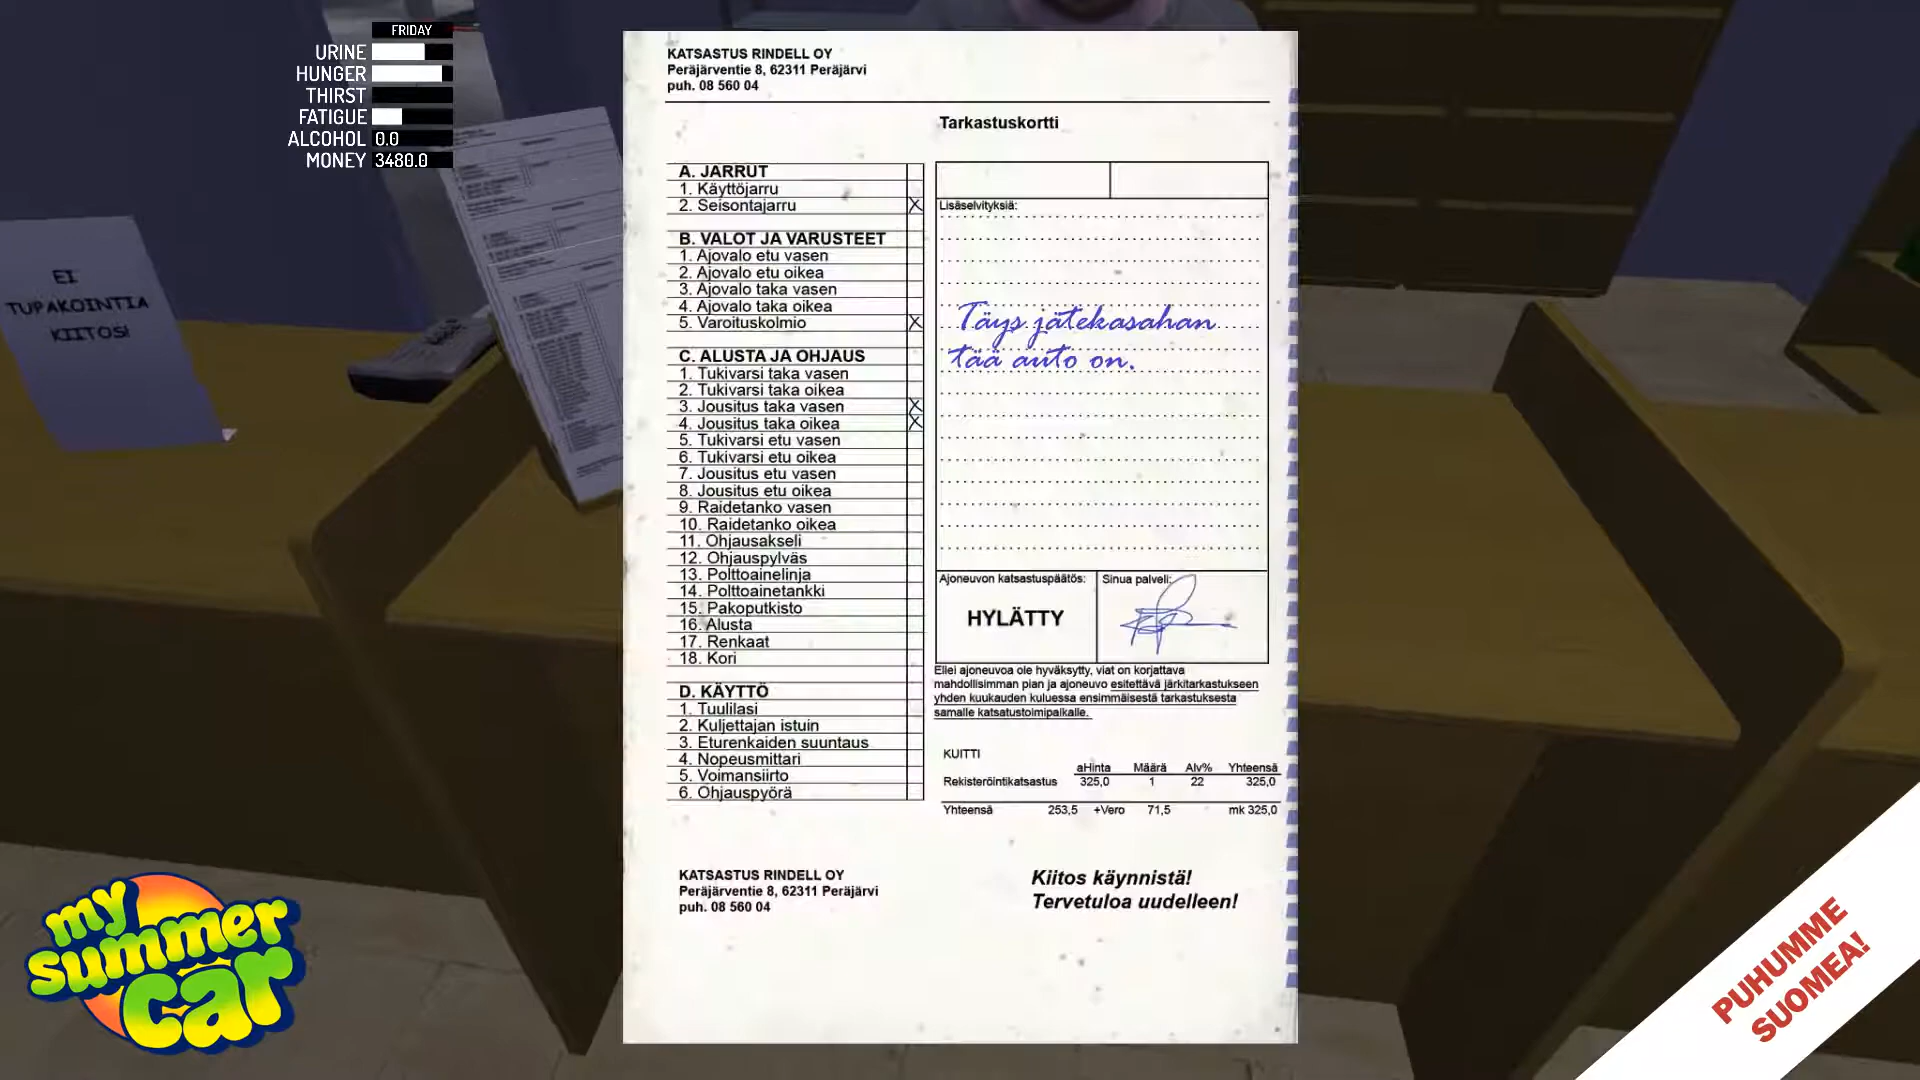 FRIDAY
URINE
HUNGER
THIRST
FATIGUE
ALCOHOL 0.0
MONEY 3480.0
EI
TUPAKOINTIA
KIITOS!
KATSASTUS RINDELL OY
Peräjärventie 8, 62311 Peräjärvi
puh. 08 560 04
Tarkastuskortti
A. JARRUT
1. Käyttöjarru
2. Seisontajarru X
B. VALOT JA VARUSTEET
1. Ajovalo etu vasen
2. Ajovalo etu oikea
3. Ajovalo taka vasen
4. Ajovalo taka oikea
5. Varoituskolmio X
C. ALUSTA JA OHJAUS
1. Tukivarsi taka vasen
2. Tukivarsi taka oikea
3. Jousitus taka vasen X
4. Jousitus taka oikea X
5. Tukivarsi etu vasen
6. Tukivarsi etu oikea
7. Jousitus etu vasen
8. Jousitus etu oikea
9. Raidetanko vasen
10. Raidetanko oikea
11. Ohjausakseli
12. Ohjauspylväs
13. Polttoainelinja
14. Polttoainetankki
15. Pakoputkisto
16. Alusta
17. Renkaat
18. Kori
D. KÄYTTÖ
1. Tuulilasi
2. Kuljettajan istuin
3. Eturenkaiden suuntaus
4. Nopeusmittari
5. Voimansiirto
6. Ohjauspyörä
Lisäselvityksiä:
Täys jätekasahan
tää auto on.
Ajoneuvon katsastuspäätös:
HYLÄTTY
Sinua palveli:
Ellei ajoneuvoa ole hyväksytty, viat on korjattava
mahdollisimman pian ja ajoneuvo esitettävä järkitarkastukseen
yhden kuukauden kuluessa ensimmäisestä tarkastuksesta
samalle katsatustoimipaikalle.
KUITTI
aHinta Määrä Alv% Yhteensä
Rekisteröintikatsastus 325,0 1 22 325,0
Yhteensä 253,5 +Vero 71,5 mk 325,0
KATSASTUS RINDELL OY
Peräjärventie 8, 62311 Peräjärvi
puh. 08 560 04
Kiitos käynnistä!
Tervetuloa uudelleen!
my
summer
car
PUHUMME
SUOMEA!